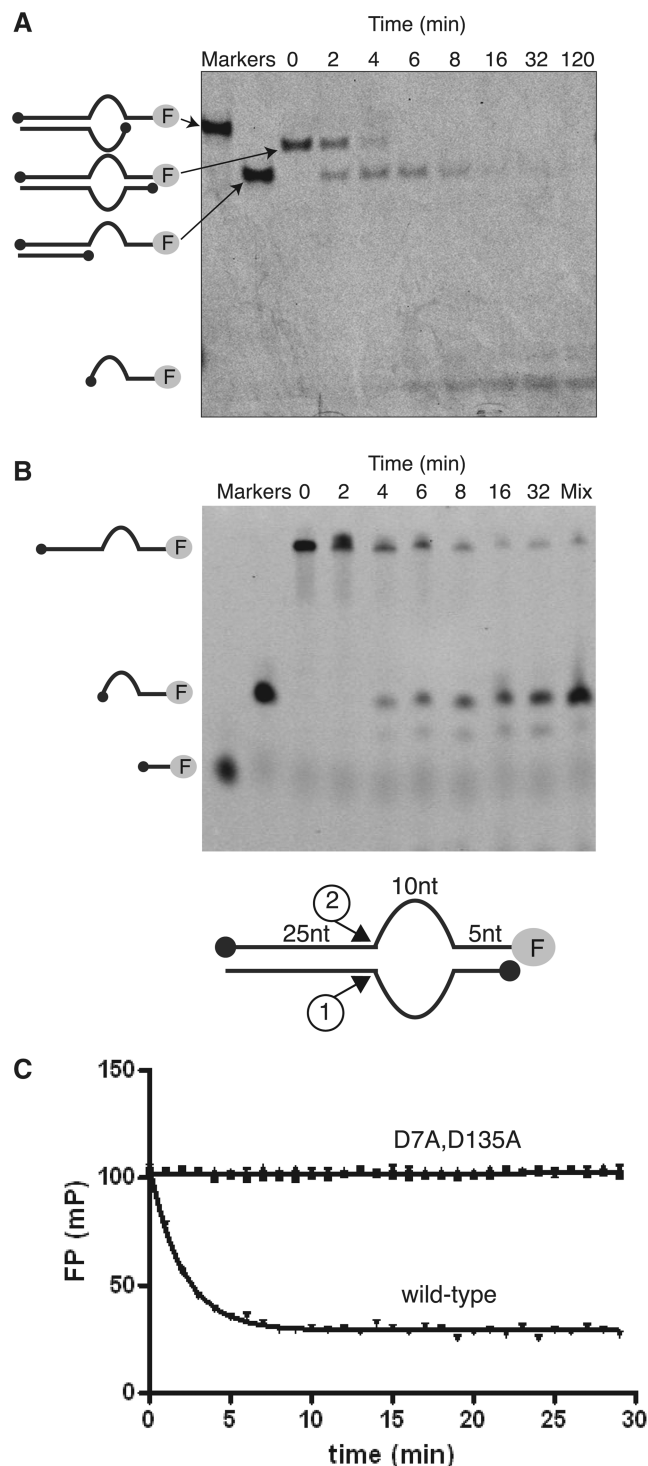 A
Time (min)
Markers 0 2 4 6 8 16 32 120
F
F
F
F
B
Time (min)
Markers 0 2 4 6 8 16 32 Mix
F
F
F
10nt
2
25nt
5nt
F
1
C
150
100
50
0
FP (mP)
D7A,D135A
wild-type
0 5 10 15 20 25 30
time (min)